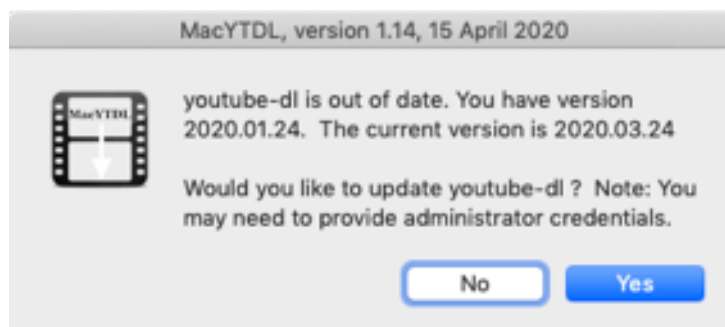 MacYTDL, version 1.14, 15 April 2020
MacYTDL
youtube-dl is out of date. You have version
2020.01.24.  The current version is 2020.03.24
Would you like to update youtube-dl ?  Note: You
may need to provide administrator credentials.
No
Yes